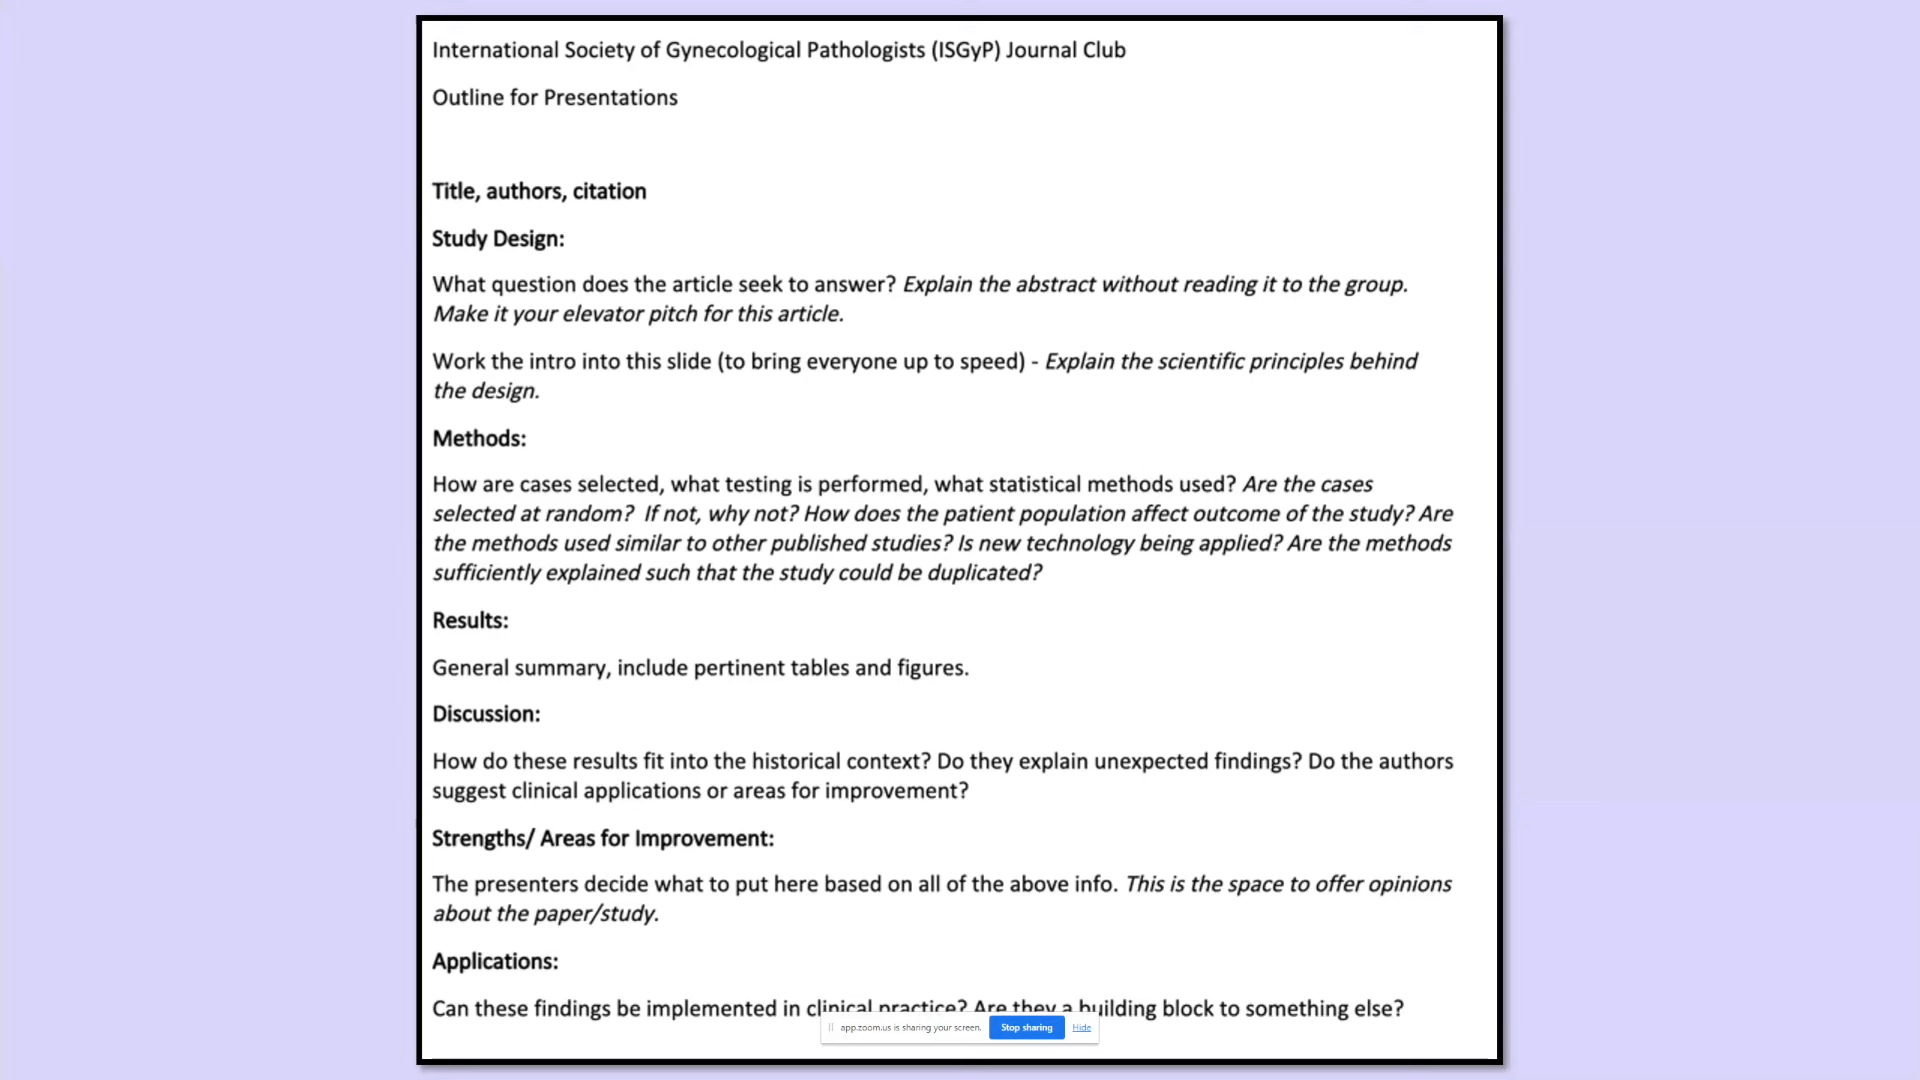 International Society of Gynecological Pathologists (ISGyP) Journal Club
Outline for Presentations
Title, authors, citation
Study Design:
What question does the article seek to answer? Explain the abstract without reading it to the group.
Make it your elevator pitch for this article.
Work the intro into this slide (to bring everyone up to speed) - Explain the scientific principles behind
the design.
Methods:
How are cases selected, what testing is performed, what statistical methods used? Are the cases
selected at random?  If not, why not? How does the patient population affect outcome of the study? Are
the methods used similar to other published studies? Is new technology being applied? Are the methods
sufficiently explained such that the study could be duplicated?
Results:
General summary, include pertinent tables and figures.
Discussion:
How do these results fit into the historical context? Do they explain unexpected findings? Do the authors
suggest clinical applications or areas for improvement?
Strengths/ Areas for Improvement:
The presenters decide what to put here based on all of the above info. This is the space to offer opinions
about the paper/study.
Applications:
Can these findings be implemented in clinical practice? Are they a building block to something else?
app.zoom.us is sharing your screen. Stop sharing Hide